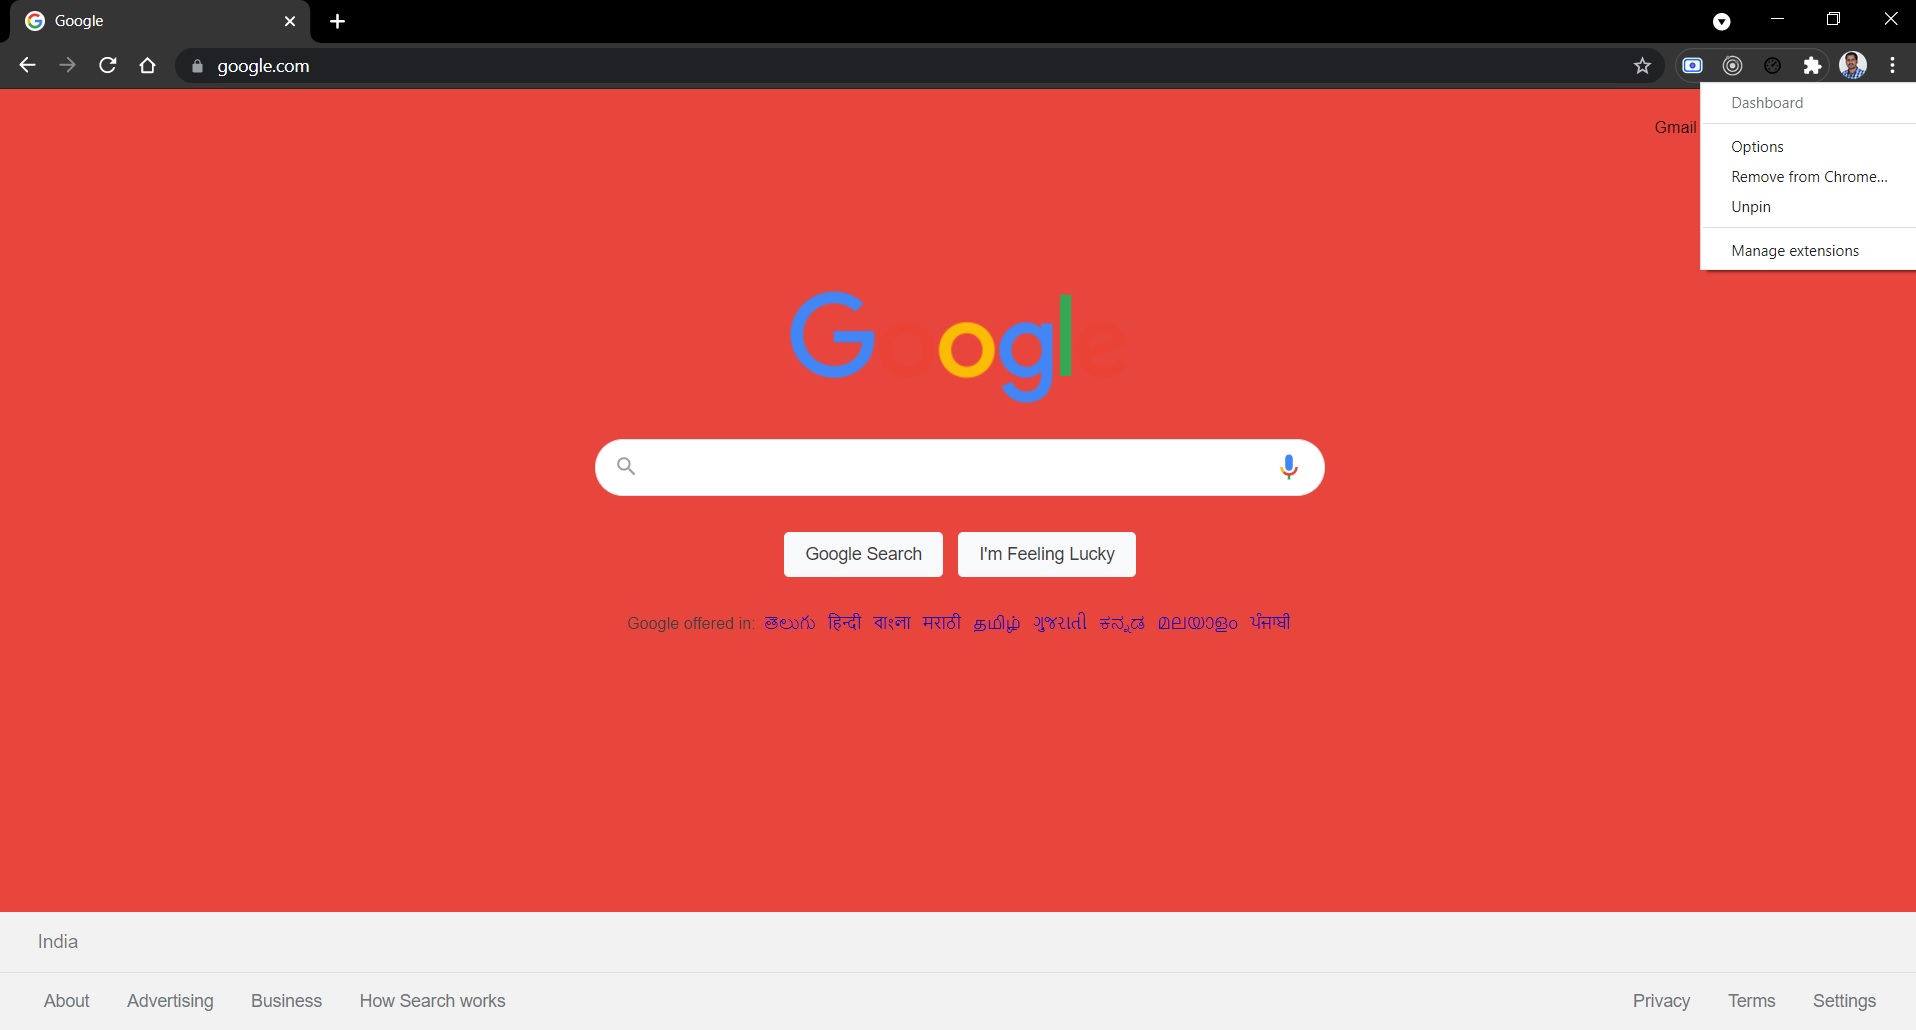 Google
google.com
Dashboard
Gmail
Options
Remove from Chrome...
Unpin
Manage extensions
Google
Google Search
I'm Feeling Lucky
Google offered in: తెలుగు हिन्दी বাংলা मराठी தமிழ் ગુજરાતી ಕನ್ನಡ മലയാളം ਪੰਜਾਬੀ
India
About Advertising Business How Search works Privacy Terms Settings